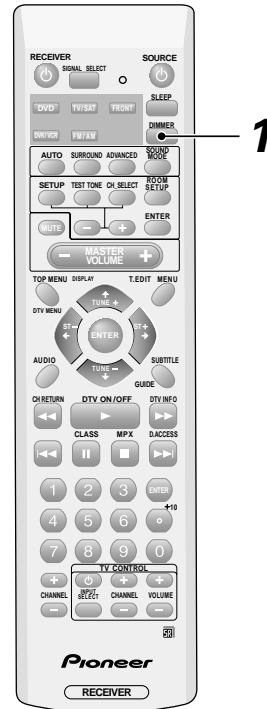 RECEIVER SOURCE
SIGNAL SELECT
SLEEP
DVD TV/SAT FRONT
DIMMER
1
DVR/VCR FM/AM
AUTO SURROUND ADVANCED SOUND MODE
SETUP TEST TONE CH SELECT ROOM SETUP
MUTE − + ENTER
− MASTER VOLUME +
TOP MENU DISPLAY T.EDIT MENU
DTV MENU
TUNE +
ST− ENTER ST+
TUNE −
AUDIO SUBTITLE
GUIDE
CH RETURN DTV ON/OFF DTV INFO
CLASS MPX D.ACCESS
1 2 3 ENTER
+10
4 5 6
7 8 9 0
TV CONTROL
+ + +
CHANNEL INPUT SELECT CHANNEL VOLUME
− − −
SR
Pioneer
RECEIVER